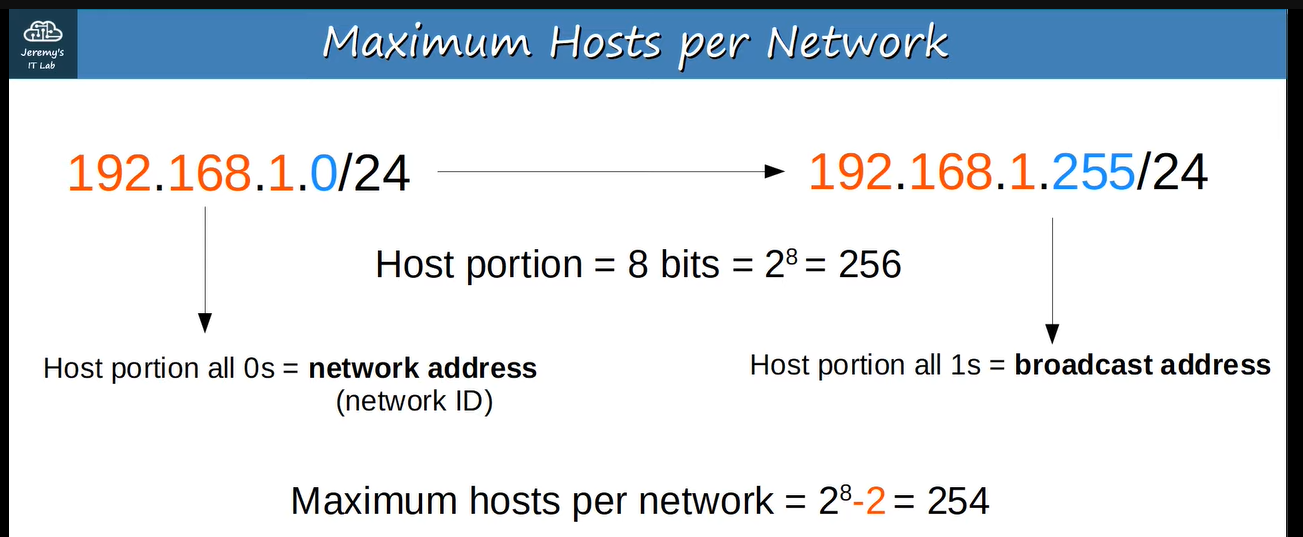 Jeremy's
IT Lab
Maximum Hosts per Network
192.168.1.0/24
192.168.1.255/24
Host portion = 8 bits = 2⁸ = 256
Host portion all 0s = network address
(network ID)
Host portion all 1s = broadcast address
Maximum hosts per network = 2⁸-2 = 254